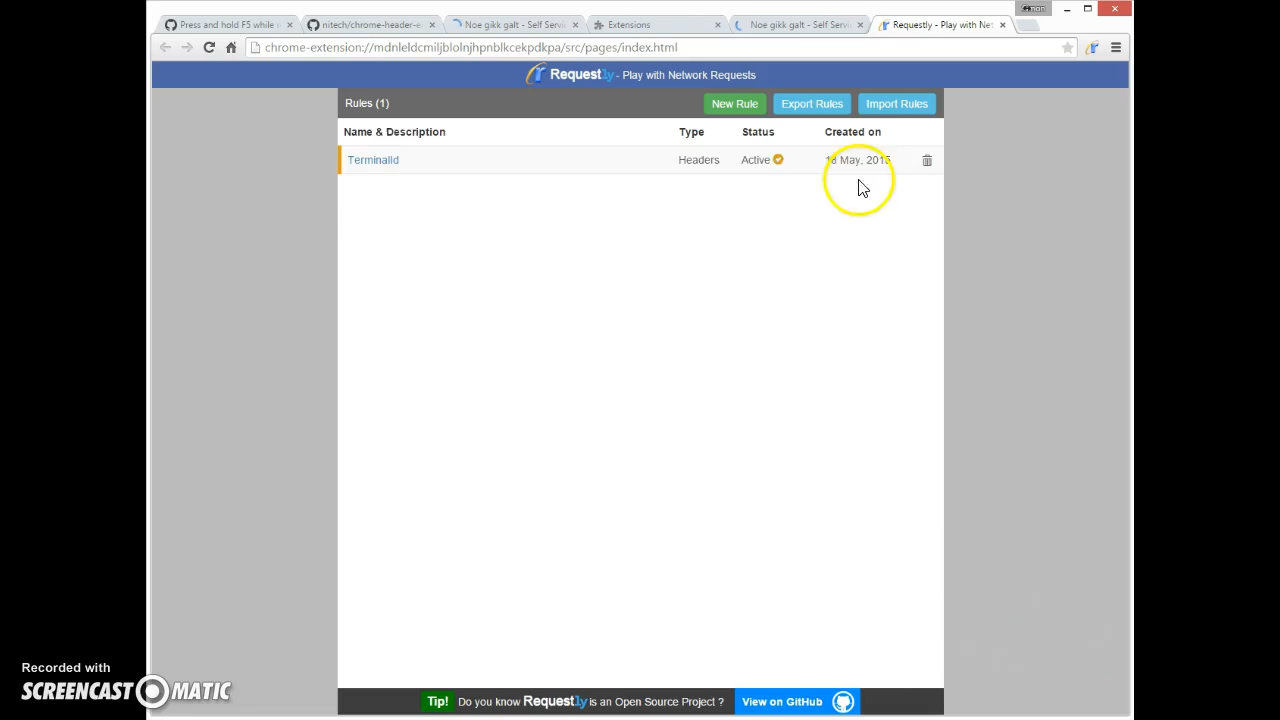 Press and hold F5 while
nitech/chrome-header-e
Noe gikk galt - Self Servi
Extensions
Noe gikk galt - Self Servi
Requestly - Play with Net
chrome-extension://mdnleldcmiljblolnjhpnblkcekpdkpa/src/pages/index.html
Requestly - Play with Network Requests
Rules (1)
New Rule
Export Rules
Import Rules
Name & Description
Type
Status
Created on
TerminalId
Headers
Active
May, 2015
Tip! Do you know Requestly is an Open Source Project ?
View on GitHub
Recorded with
SCREENCAST MATIC